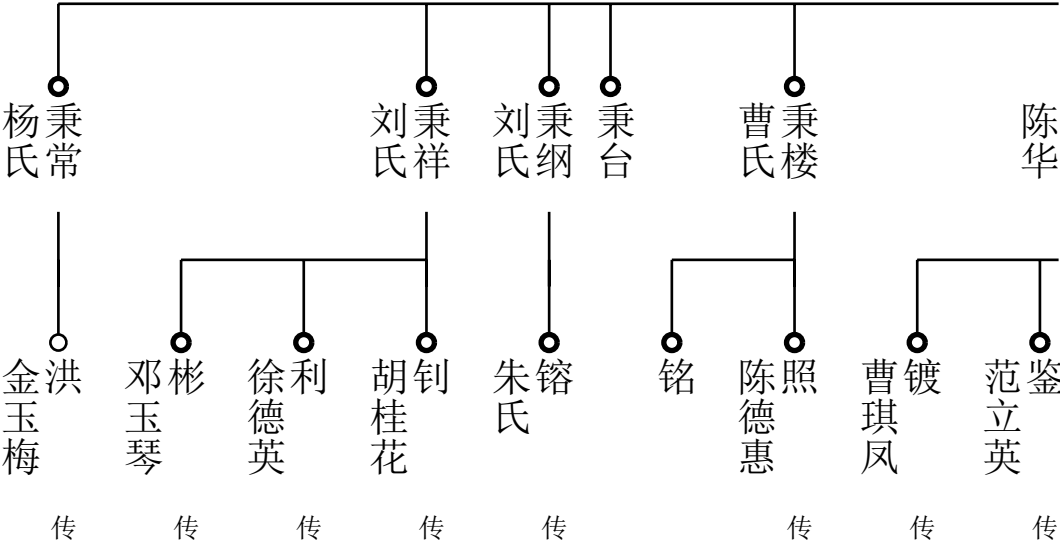 秉常
杨氏
秉祥
刘氏
秉纲
刘氏
秉台
秉楼
曹氏
陈华
洪
金玉梅
彬
邓玉琴
利
徐德英
钊
胡桂花
镕
朱氏
铭
照
陈德惠
镀
曹琪凤
鉴
范立英
传
传
传
传
传
传
传
传